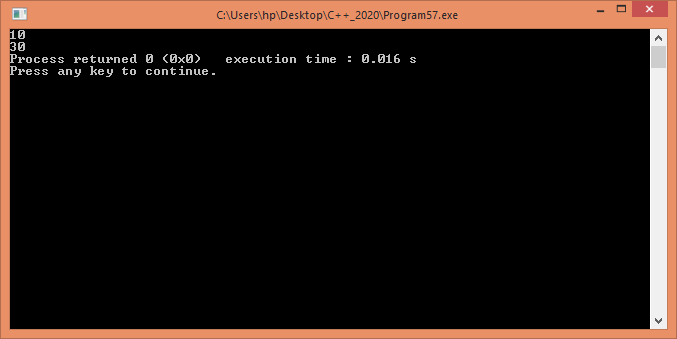 C:\Users\hp\Desktop\C++_2020\Program57.exe
10
30
Process returned 0 (0x0)   execution time : 0.016 s
Press any key to continue.